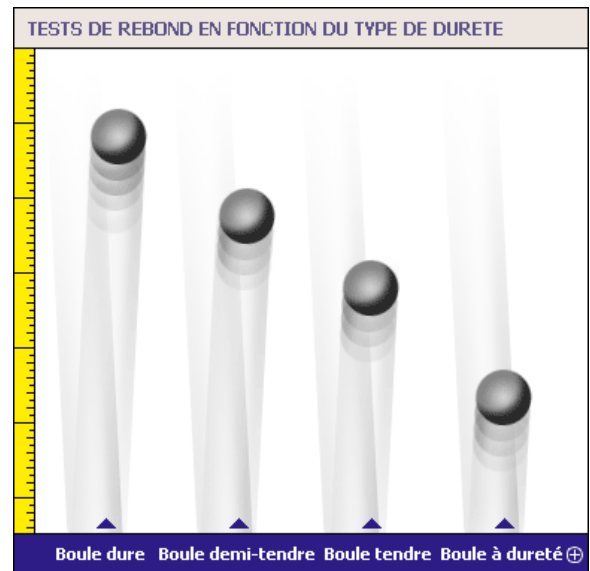 TESTS DE REBOND EN FONCTION DU TYPE DE DURETE
Boule dure Boule demi-tendre Boule tendre Boule à dureté ⊕